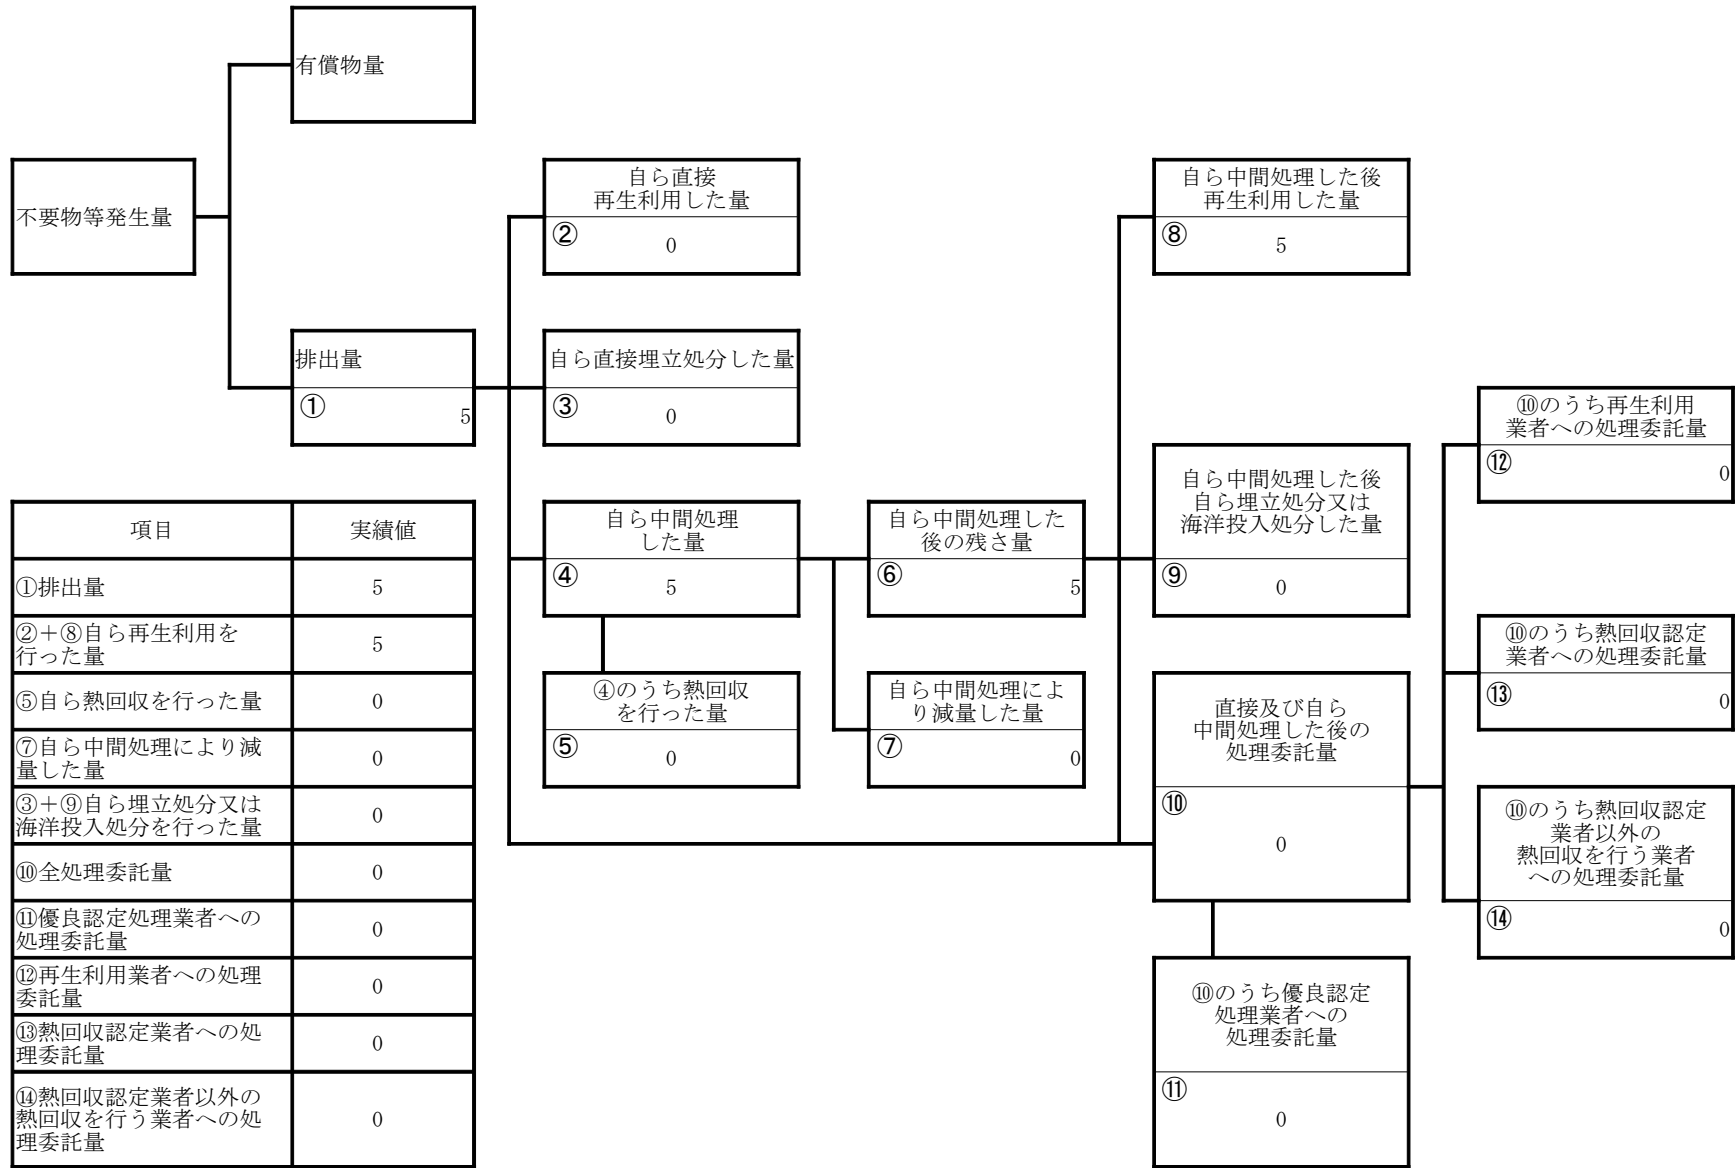 有償物量
不要物等発生量
自ら直接
再生利用した量
② 0
自ら中間処理した後
再生利用した量
⑧ 5
排出量
① 5
自ら直接埋立処分した量
③ 0
⑩のうち再生利用
業者への処理委託量
⑫ 0
自ら中間処理した後
自ら埋立処分又は
海洋投入処分した量
⑨ 0
自ら中間処理
した量
④ 5
自ら中間処理した
後の残さ量
⑥ 5
⑩のうち熱回収認定
業者への処理委託量
⑬ 0
④のうち熱回収
を行った量
⑤ 0
自ら中間処理によ
り減量した量
⑦ 0
直接及び自ら
中間処理した後の
処理委託量
⑩
0
⑩のうち熱回収認定
業者以外の
熱回収を行う業者
への処理委託量
⑭ 0
⑩のうち優良認定
処理業者への
処理委託量
⑪
0
項目 実績値
①排出量 5
②＋⑧自ら再生利用を
行った量 5
⑤自ら熱回収を行った量 0
⑦自ら中間処理により減
量した量 0
③＋⑨自ら埋立処分又は
海洋投入処分を行った量 0
⑩全処理委託量 0
⑪優良認定処理業者への
処理委託量 0
⑫再生利用業者への処理
委託量 0
⑬熱回収認定業者への処
理委託量 0
⑭熱回収認定業者以外の
熱回収を行う業者への処
理委託量 0